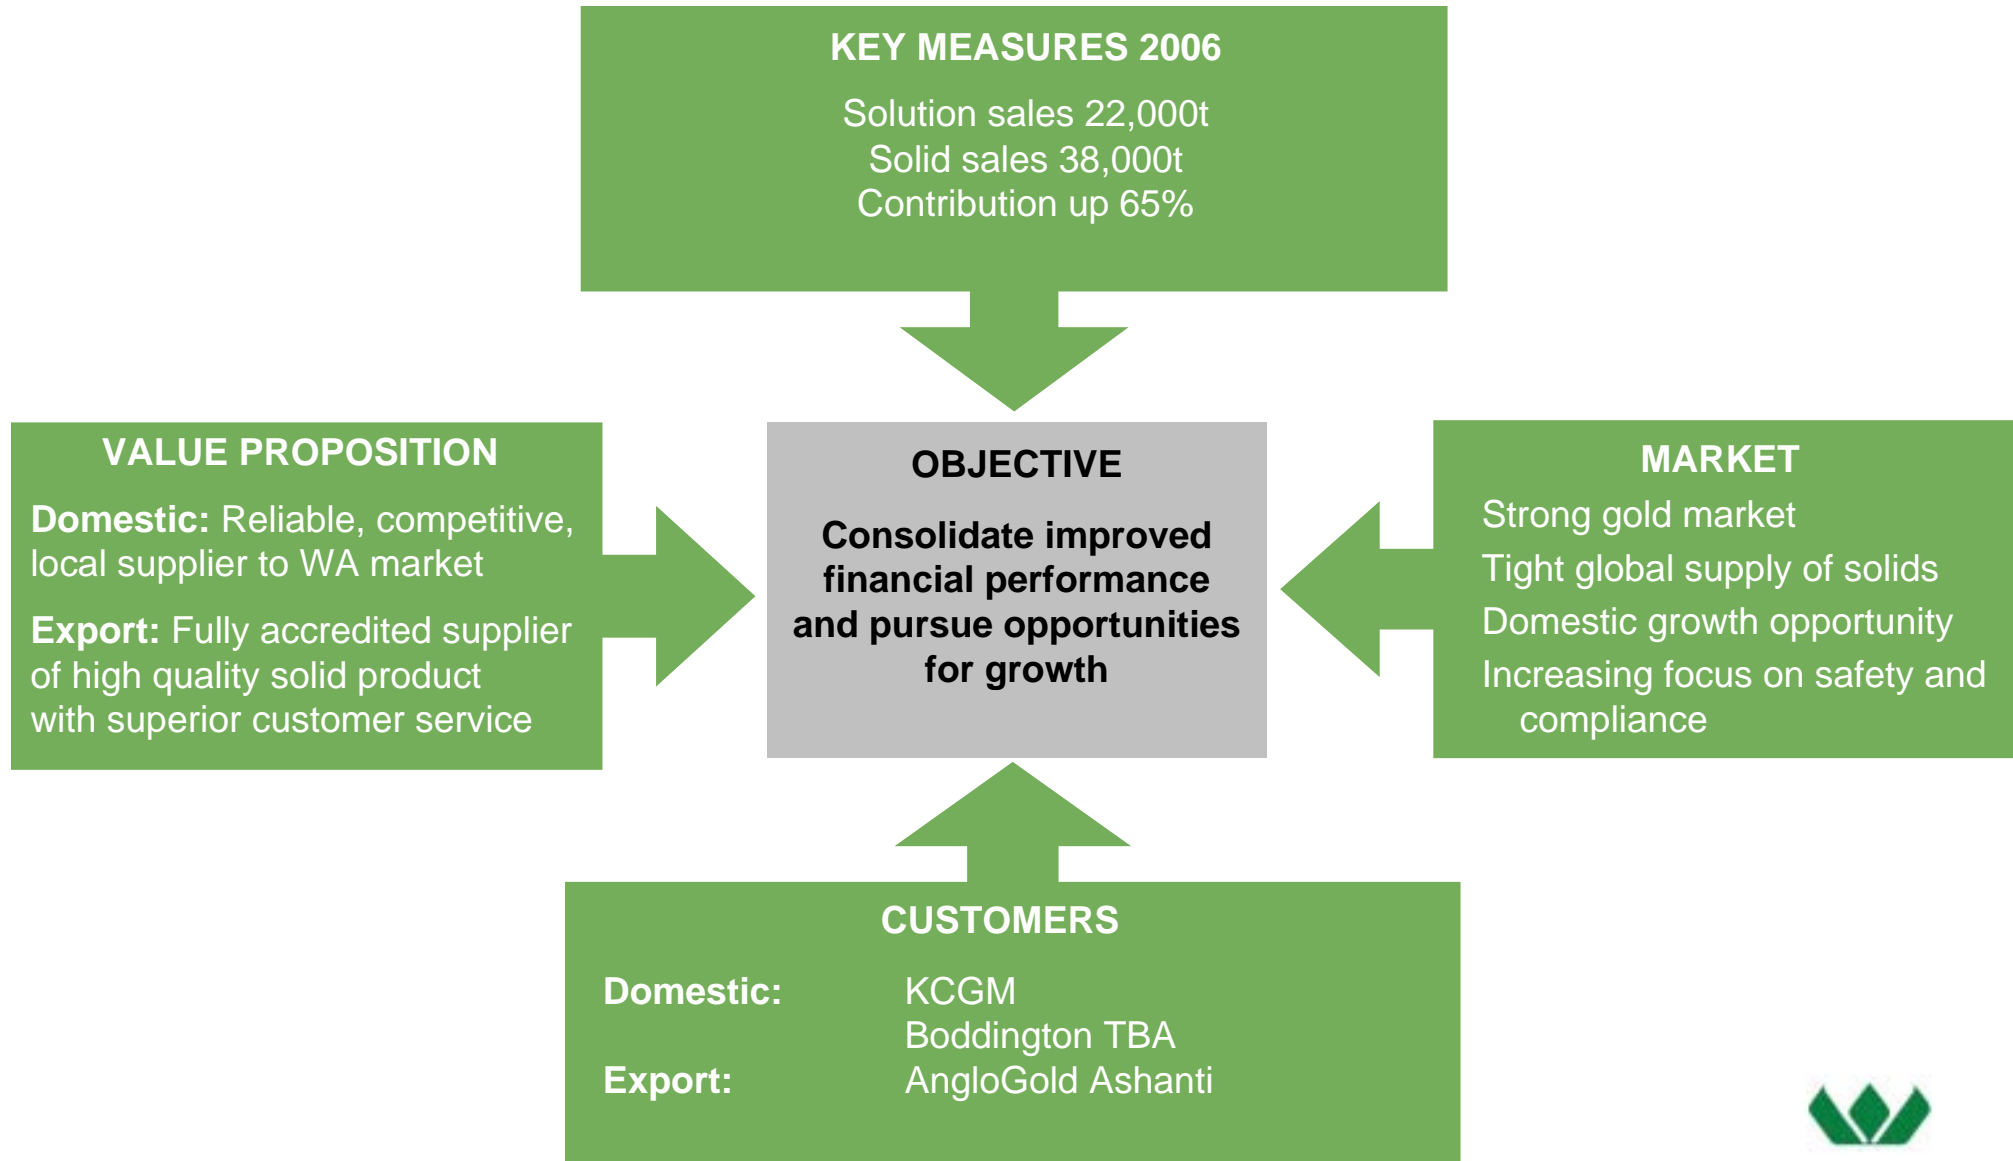 KEY MEASURES 2006
Solution sales 22,000t
Solid sales 38,000t
Contribution up 65%
VALUE PROPOSITION
Domestic: Reliable, competitive,
local supplier to WA market
Export: Fully accredited supplier
of high quality solid product
with superior customer service
OBJECTIVE
Consolidate improved
financial performance
and pursue opportunities
for growth
MARKET
Strong gold market
Tight global supply of solids
Domestic growth opportunity
Increasing focus on safety and
compliance
CUSTOMERS
Domestic: KCGM
Boddington TBA
Export: AngloGold Ashanti